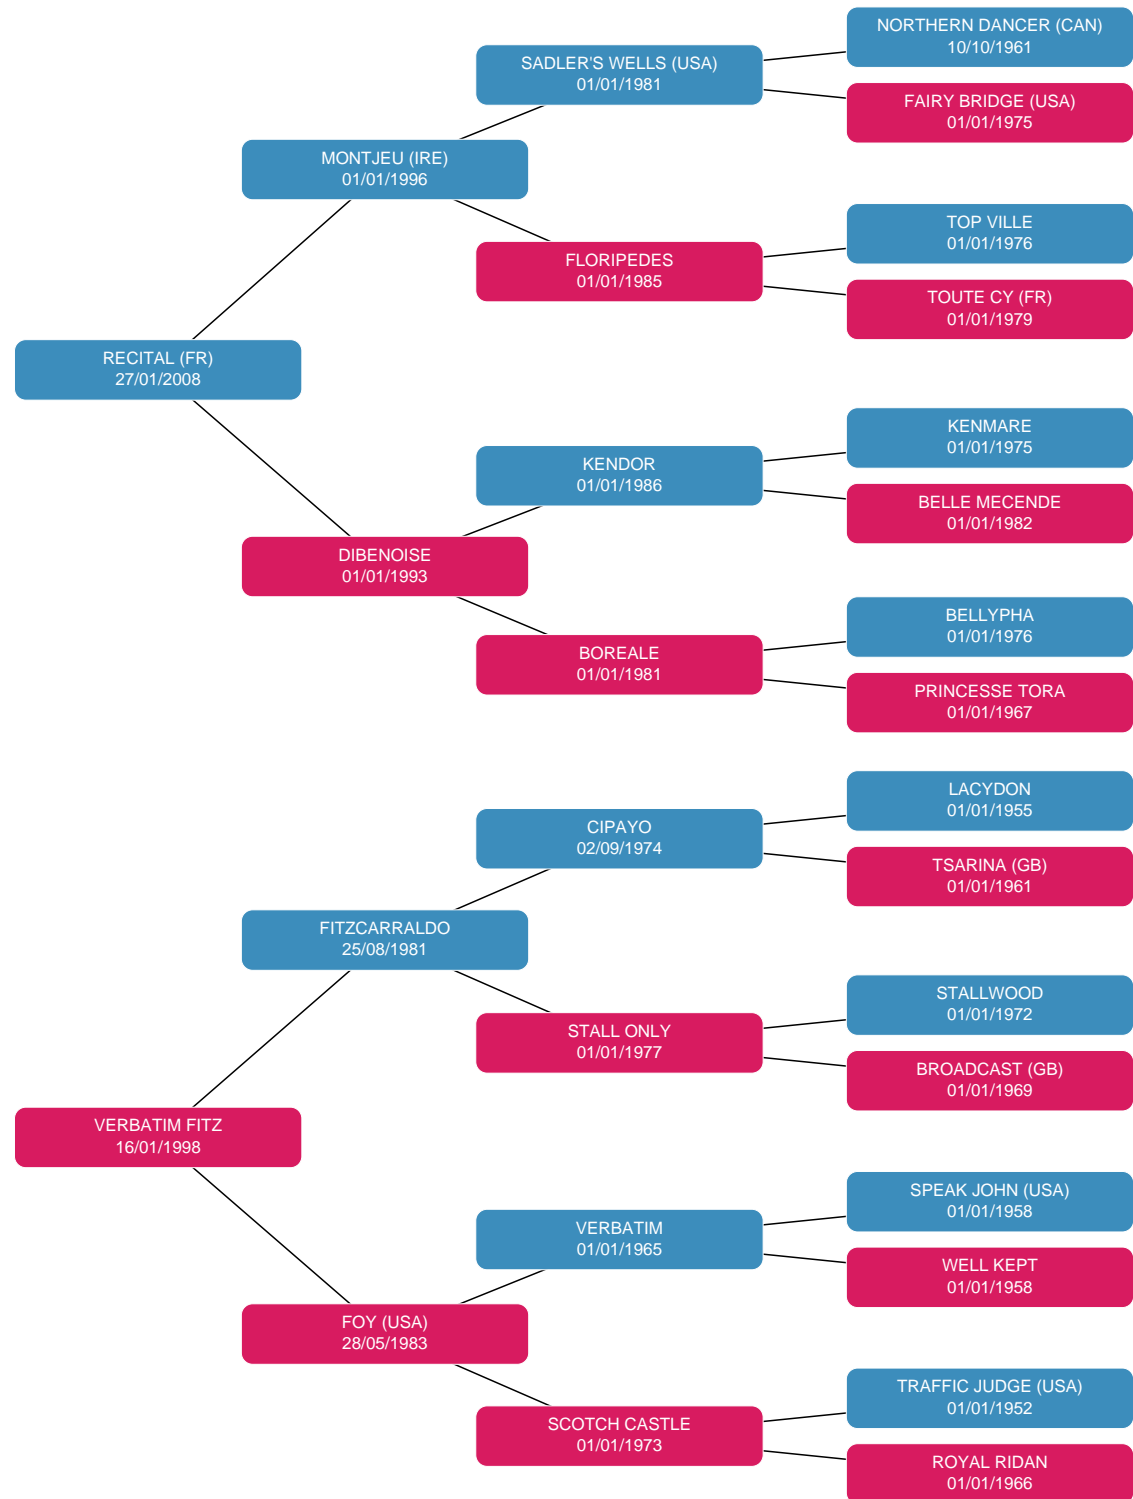 NORTHERN DANCER (CAN)
10/10/1961
SADLER'S WELLS (USA)
01/01/1981
FAIRY BRIDGE (USA)
01/01/1975
MONTJEU (IRE)
01/01/1996
TOP VILLE
01/01/1976
FLORIPEDES
01/01/1985
TOUTE CY (FR)
01/01/1979
RECITAL (FR)
27/01/2008
KENMARE
01/01/1975
KENDOR
01/01/1986
BELLE MECENDE
01/01/1982
DIBENOISE
01/01/1993
BELLYPHA
01/01/1976
BOREALE
01/01/1981
PRINCESSE TORA
01/01/1967
LACYDON
01/01/1955
CIPAYO
02/09/1974
TSARINA (GB)
01/01/1961
FITZCARRALDO
25/08/1981
STALLWOOD
01/01/1972
STALL ONLY
01/01/1977
BROADCAST (GB)
01/01/1969
VERBATIM FITZ
16/01/1998
SPEAK JOHN (USA)
01/01/1958
VERBATIM
01/01/1965
WELL KEPT
01/01/1958
FOY (USA)
28/05/1983
TRAFFIC JUDGE (USA)
01/01/1952
SCOTCH CASTLE
01/01/1973
ROYAL RIDAN
01/01/1966